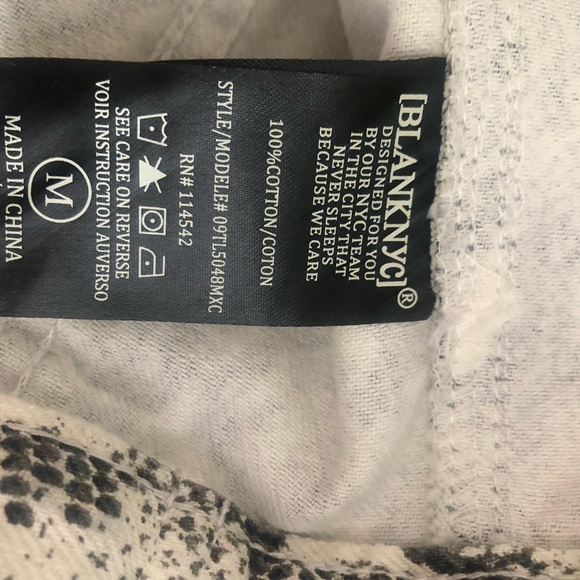 [BLANKNYC]®
DESIGNED FOR YOU
BY OUR NYC TEAM
IN THE CITY THAT
NEVER SLEEPS
BECAUSE WE CARE
100%COTTON/COTON
STYLE/MODELE# 09TL5048MXC
RN# 114542
SEE CARE ON REVERSE
VOIR INSTRUCTION AUVERSO
M
MADE IN CHINA